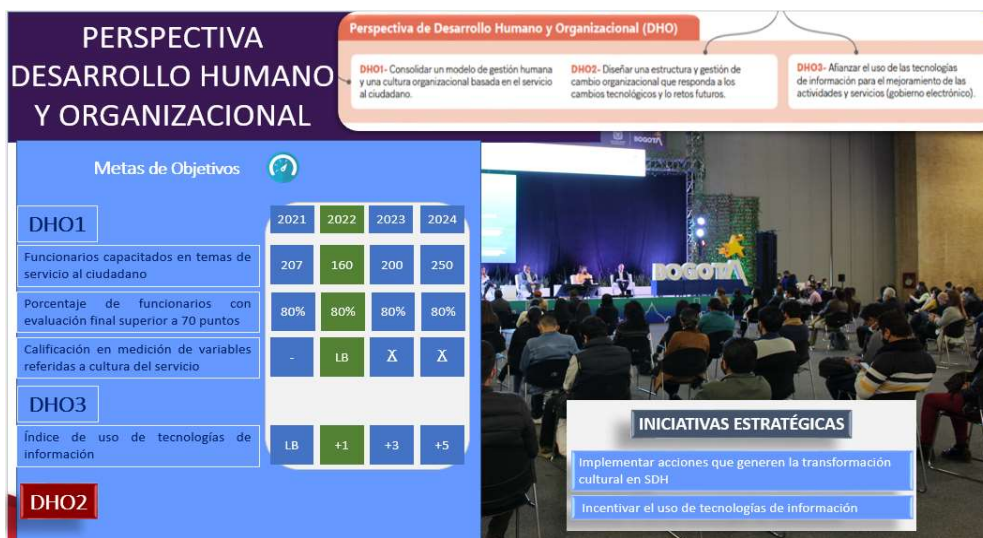 PERSPECTIVA
DESARROLLO HUMANO
Y ORGANIZACIONAL
Perspectiva de Desarrollo Humano y Organizacional (DHO)
DHO1- Consolidar un modelo de gestión humana
y una cultura organizacional basada en el servicio
al ciudadano.
DHO2- Diseñar una estructura y gestión de
cambio organizacional que responda a los
cambios tecnológicos y lo retos futuros.
DHO3- Afianzar el uso de las tecnologías
de información para el mejoramiento de las
actividades y servicios (gobierno electrónico).
Metas de Objetivos
DHO1
2021 2022 2023 2024
Funcionarios capacitados en temas de
servicio al ciudadano
207 160 200 250
Porcentaje de funcionarios con
evaluación final superior a 70 puntos
80% 80% 80% 80%
Calificación en medición de variables
referidas a cultura del servicio
- LB X X
DHO3
Índice de uso de tecnologías de
información
LB +1 +3 +5
DHO2
BOGOTÁ
BOGOTÁ
INICIATIVAS ESTRATÉGICAS
Implementar acciones que generen la transformación
cultural en SDH
Incentivar el uso de tecnologías de información